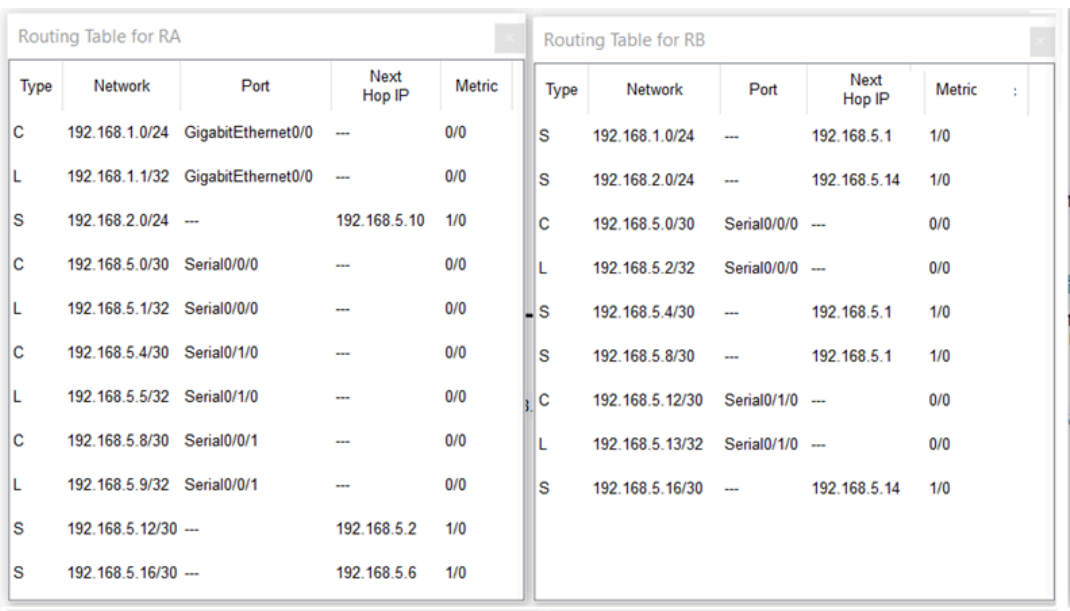 Routing Table for RA
Type Network Port Next Hop IP Metric
C 192.168.1.0/24 GigabitEthernet0/0 --- 0/0
L 192.168.1.1/32 GigabitEthernet0/0 --- 0/0
S 192.168.2.0/24 --- 192.168.5.10 1/0
C 192.168.5.0/30 Serial0/0/0 --- 0/0
L 192.168.5.1/32 Serial0/0/0 --- 0/0
C 192.168.5.4/30 Serial0/1/0 --- 0/0
L 192.168.5.5/32 Serial0/1/0 --- 0/0
C 192.168.5.8/30 Serial0/0/1 --- 0/0
L 192.168.5.9/32 Serial0/0/1 --- 0/0
S 192.168.5.12/30 --- 192.168.5.2 1/0
S 192.168.5.16/30 --- 192.168.5.6 1/0
Routing Table for RB
Type Network Port Next Hop IP Metric
S 192.168.1.0/24 --- 192.168.5.1 1/0
S 192.168.2.0/24 --- 192.168.5.14 1/0
C 192.168.5.0/30 Serial0/0/0 --- 0/0
L 192.168.5.2/32 Serial0/0/0 --- 0/0
S 192.168.5.4/30 --- 192.168.5.1 1/0
S 192.168.5.8/30 --- 192.168.5.1 1/0
C 192.168.5.12/30 Serial0/1/0 --- 0/0
L 192.168.5.13/32 Serial0/1/0 --- 0/0
S 192.168.5.16/30 --- 192.168.5.14 1/0